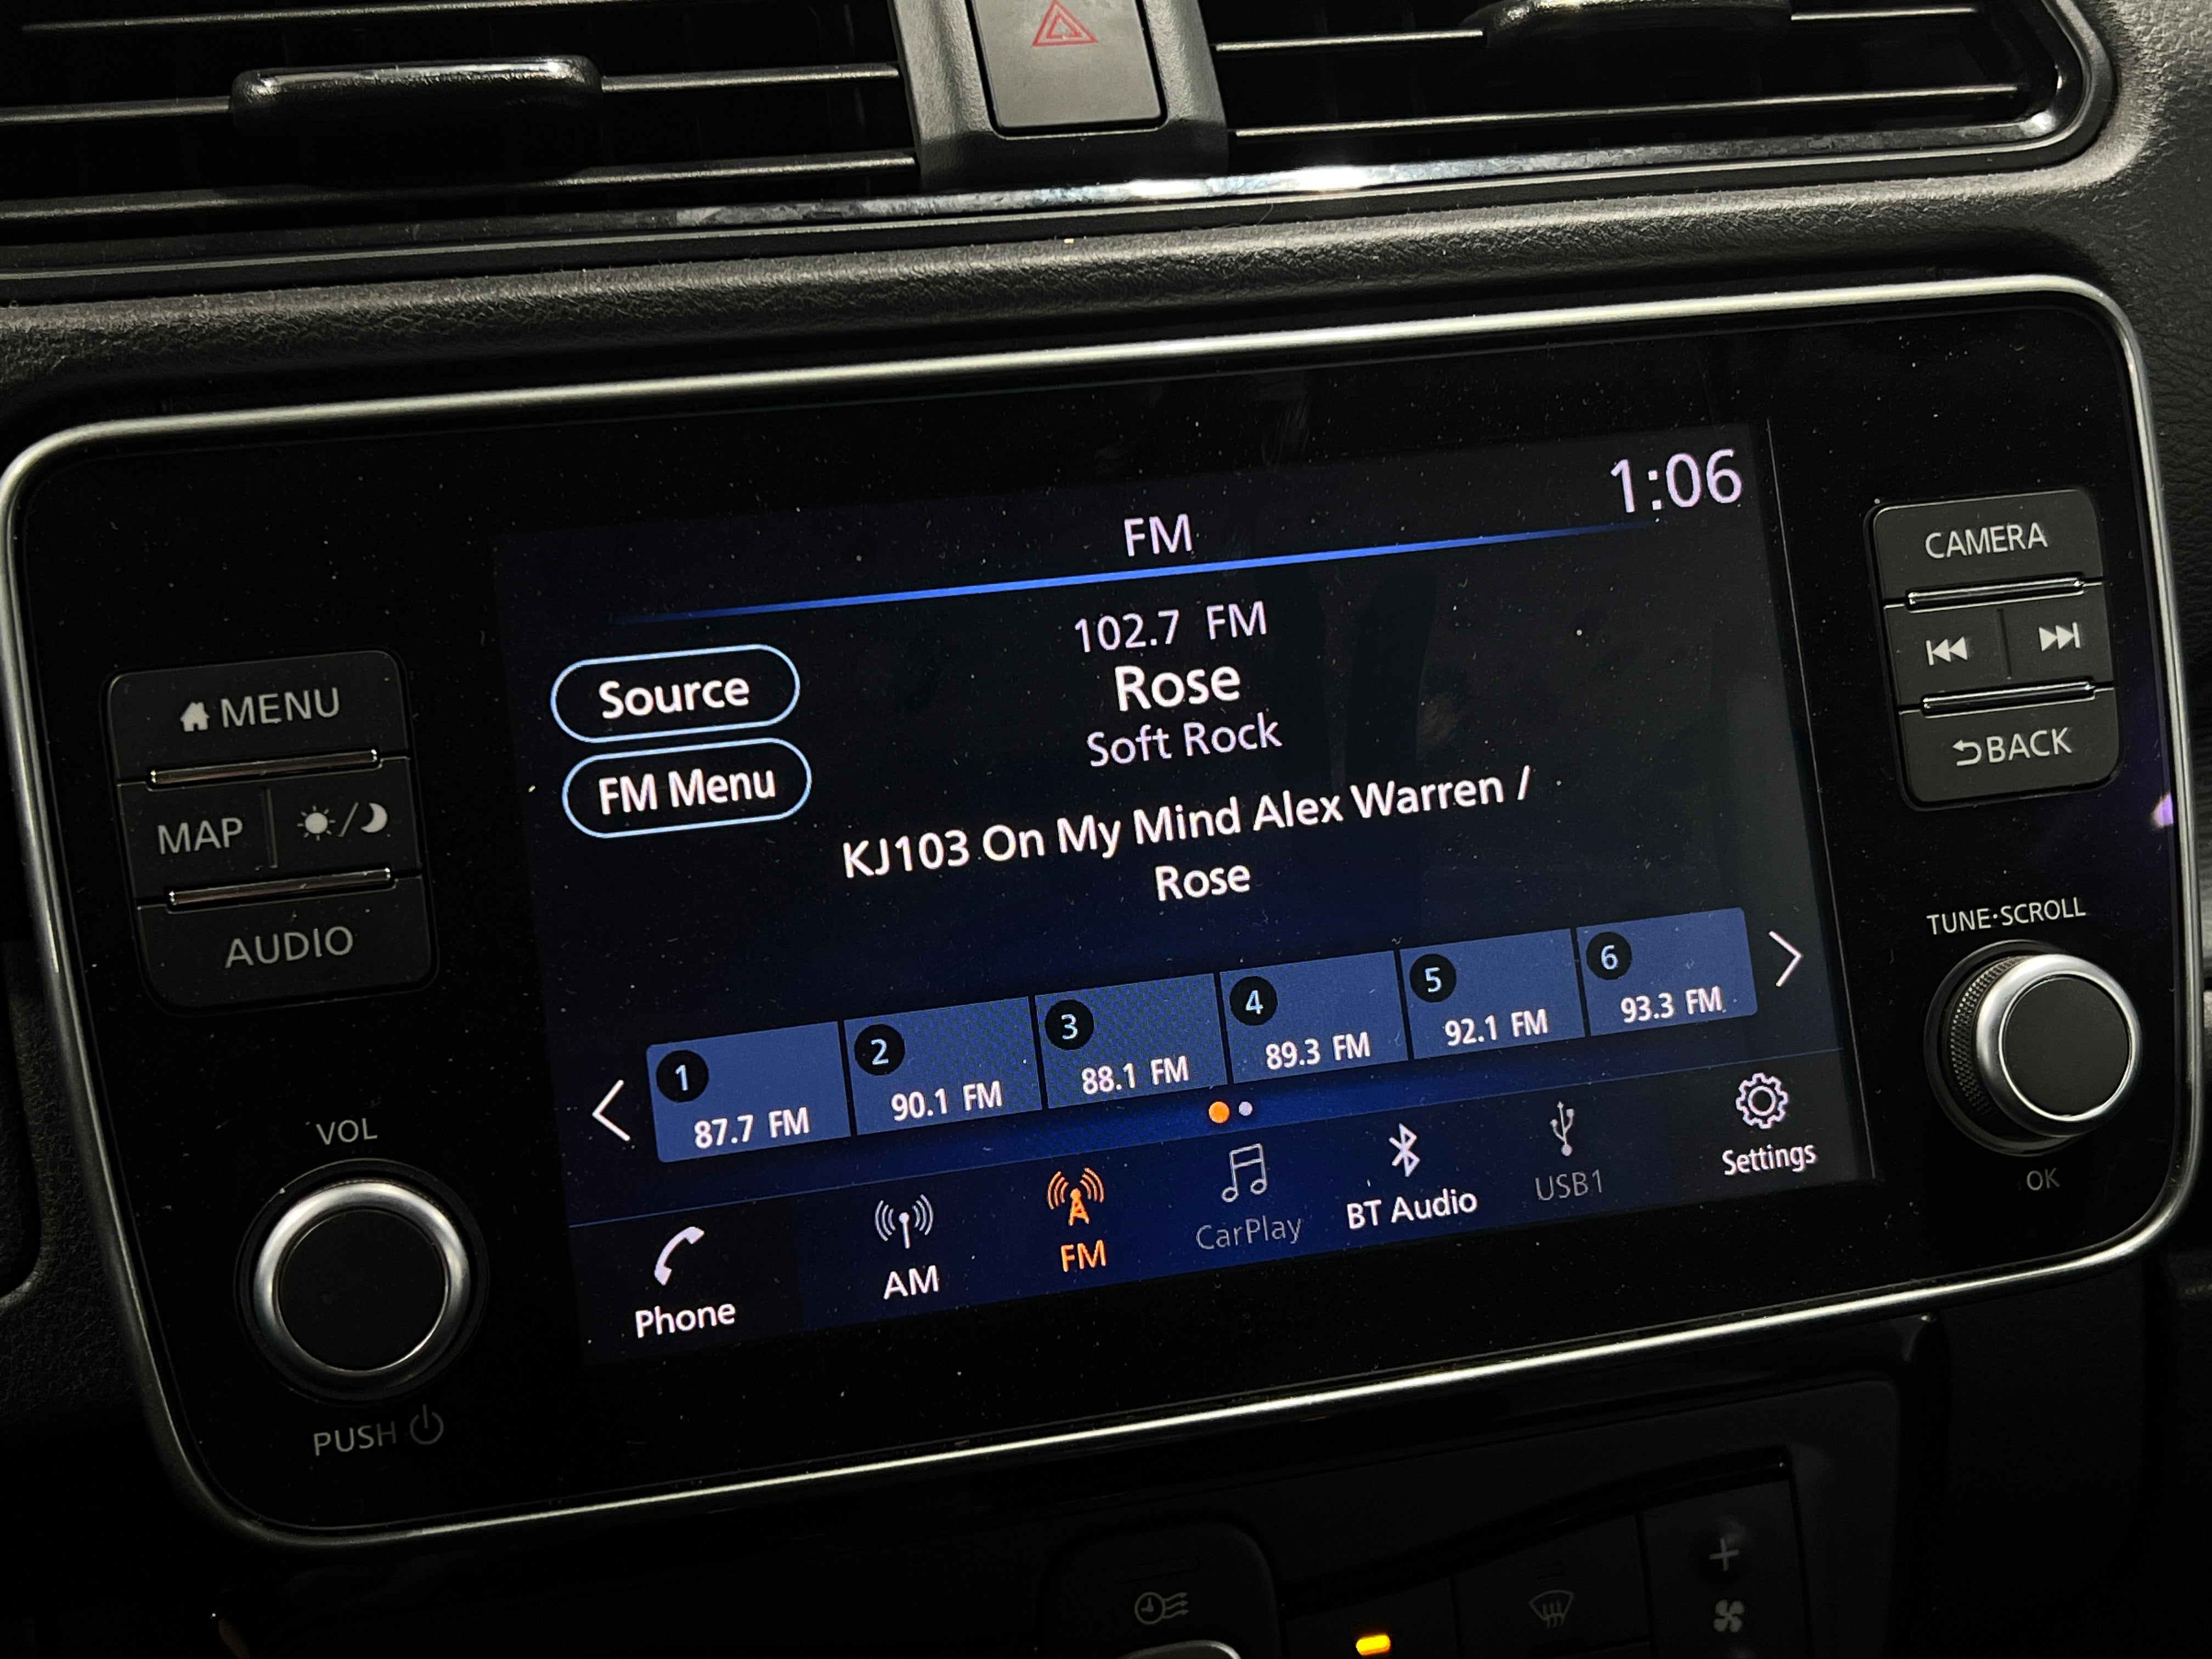 1:06
FM
102.7 FM
Source
Rose
Soft Rock
FM Menu
KJ103 On My Mind Alex Warren /
Rose
1
87.7 FM
2
90.1 FM
3
88.1 FM
4
89.3 FM
5
92.1 FM
6
93.3 FM
Phone
AM
FM
CarPlay
BT Audio
USB1
Settings
MENU
MAP
AUDIO
VOL
PUSH
CAMERA
BACK
TUNE·SCROLL
OK